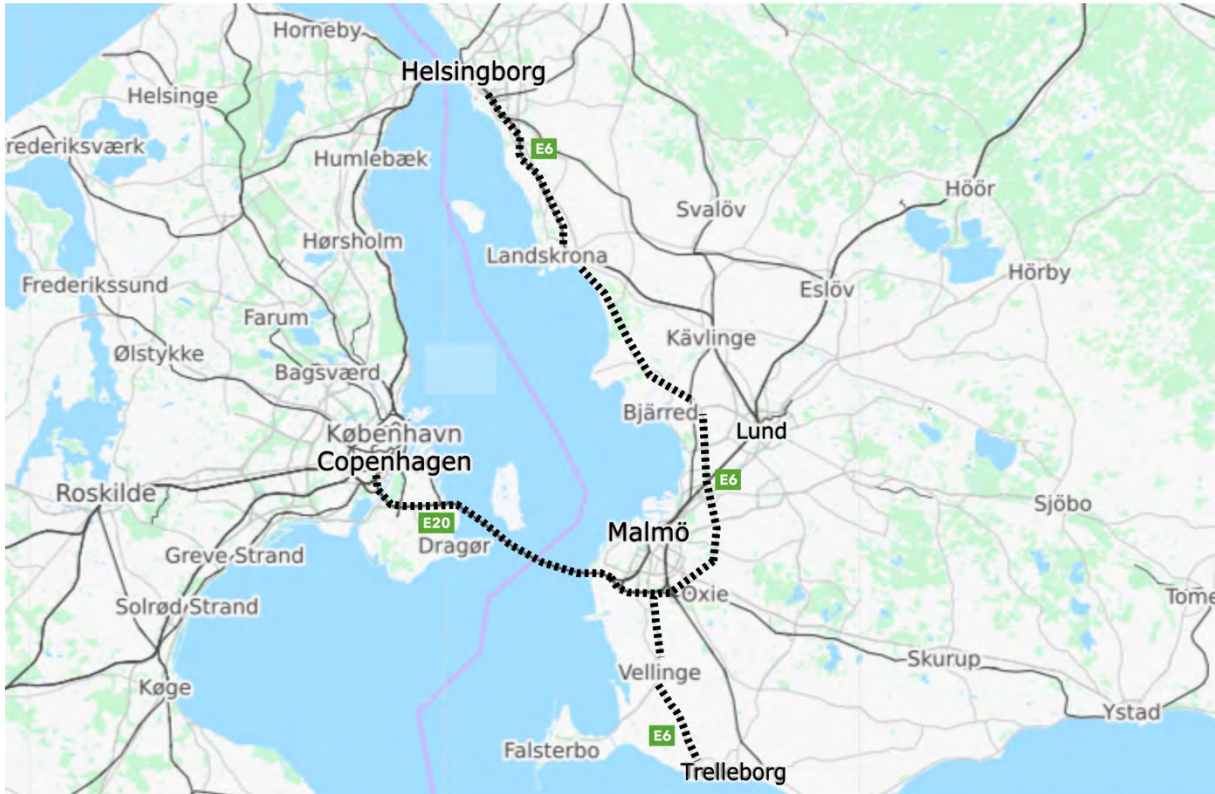 Horneby
Helsingborg
Helsinge
rederiksværk
E6
Humlebæk
Höör
Svalöv
Hørsholm
Landskrona
Hörby
Frederikssund
Eslöv
Farum
Kävlinge
Ølstykke
Bagsværd
Bjärred
Lund
København
Copenhagen
E6
Roskilde
Sjöbo
E20
Malmö
Dragør
Greve Strand
Oxie
Tome
Solrød Strand
Skurup
Vellinge
Køge
Ystad
E6
Falsterbo
Trelleborg